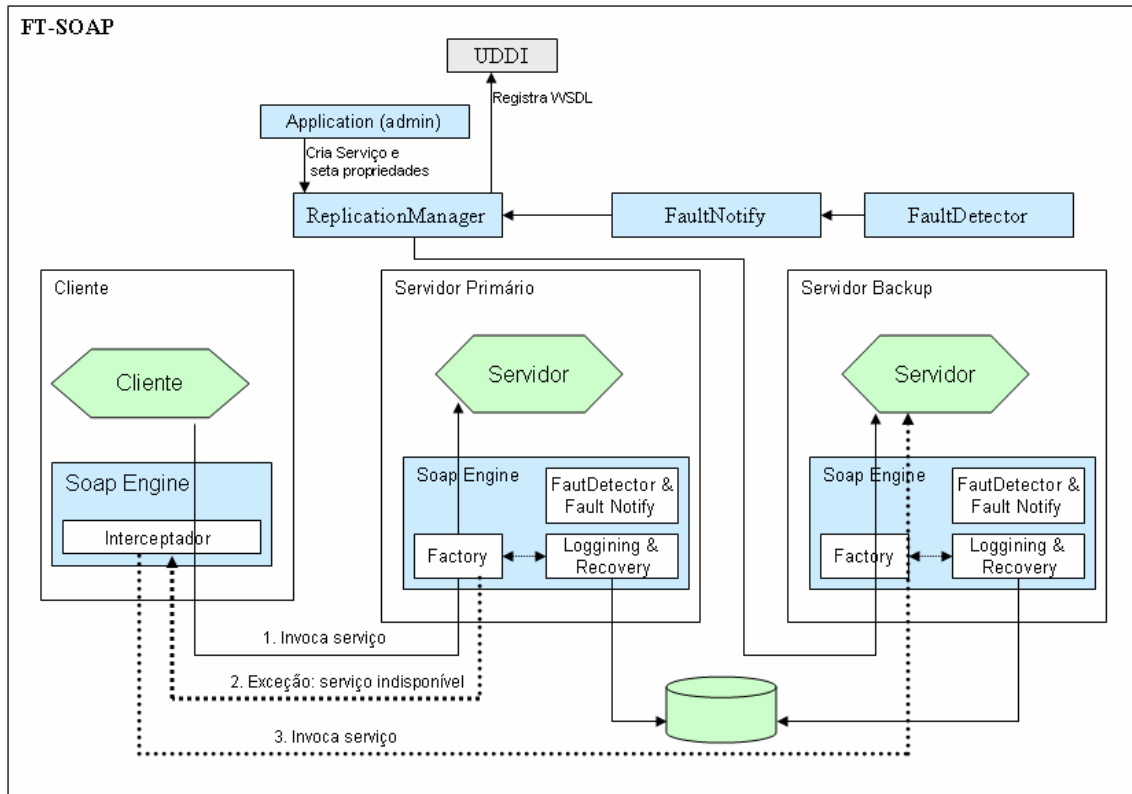 FT-SOAP
UDDI
Registra WSDL
Application (admin)
Cria Serviço e
seta propriedades
ReplicationManager
FaultNotify
FaultDetector
Cliente
Cliente
Soap Engine
Interceptador
Servidor Primário
Servidor
Soap Engine
FautDetector &
Fault Notify
Factory
Loggining &
Recovery
Servidor Backup
Servidor
Soap Engine
FautDetector &
Fault Notify
Factory
Loggining &
Recovery
1. Invoca serviço
2. Exceção: serviço indisponível
3. Invoca serviço